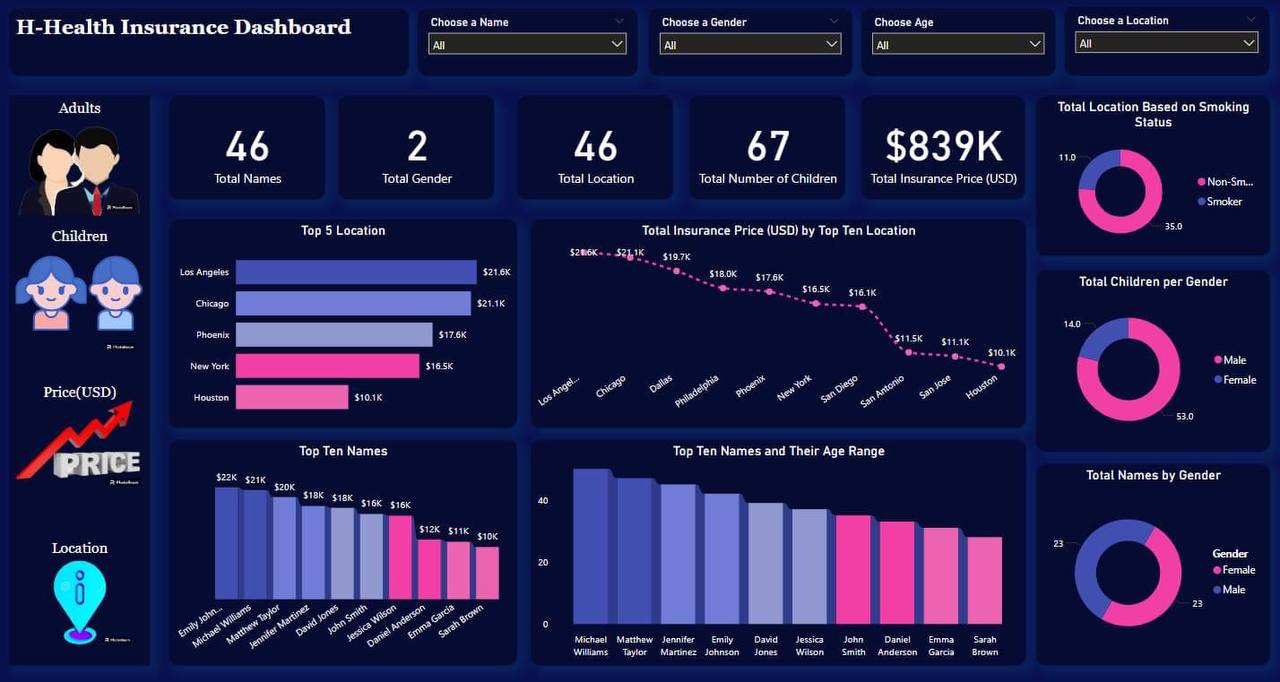 H-Health Insurance Dashboard
Choose a Name
All
Choose a Gender
All
Choose Age
All
Choose a Location
All
Adults
Children
Price(USD)
PRICE
Location
46
Total Names
2
Total Gender
46
Total Location
67
Total Number of Children
$839K
Total Insurance Price (USD)
Total Location Based on Smoking
Status
11.0
35.0
Non-Sm...
Smoker
Top 5 Location
Los Angeles
$21.6K
Chicago
$21.1K
Phoenix
$17.6K
New York
$16.5K
Houston
$10.1K
Total Insurance Price (USD) by Top Ten Location
$21.6K
$21.1K
$19.7K
$18.0K
$17.6K
$16.5K
$16.1K
$11.5K
$11.1K
$10.1K
Los Angel...
Chicago
Dallas
Philadelphia
Phoenix
New York
San Diego
San Antonio
San Jose
Houston
Total Children per Gender
14.0
53.0
Male
Female
Top Ten Names
$22K
$21K
$20K
$18K
$18K
$16K
$16K
$12K
$11K
$10K
Emily John...
Michael Williams
Matthew Taylor
Jennifer Martinez
David Jones
John Smith
Jessica Wilson
Daniel Anderson
Emma Garcia
Sarah Brown
Top Ten Names and Their Age Range
40
20
0
Michael
Williams
Matthew
Taylor
Jennifer
Martinez
Emily
Johnson
David
Jones
Jessica
Wilson
John
Smith
Daniel
Anderson
Emma
Garcia
Sarah
Brown
Total Names by Gender
23
23
Gender
Female
Male